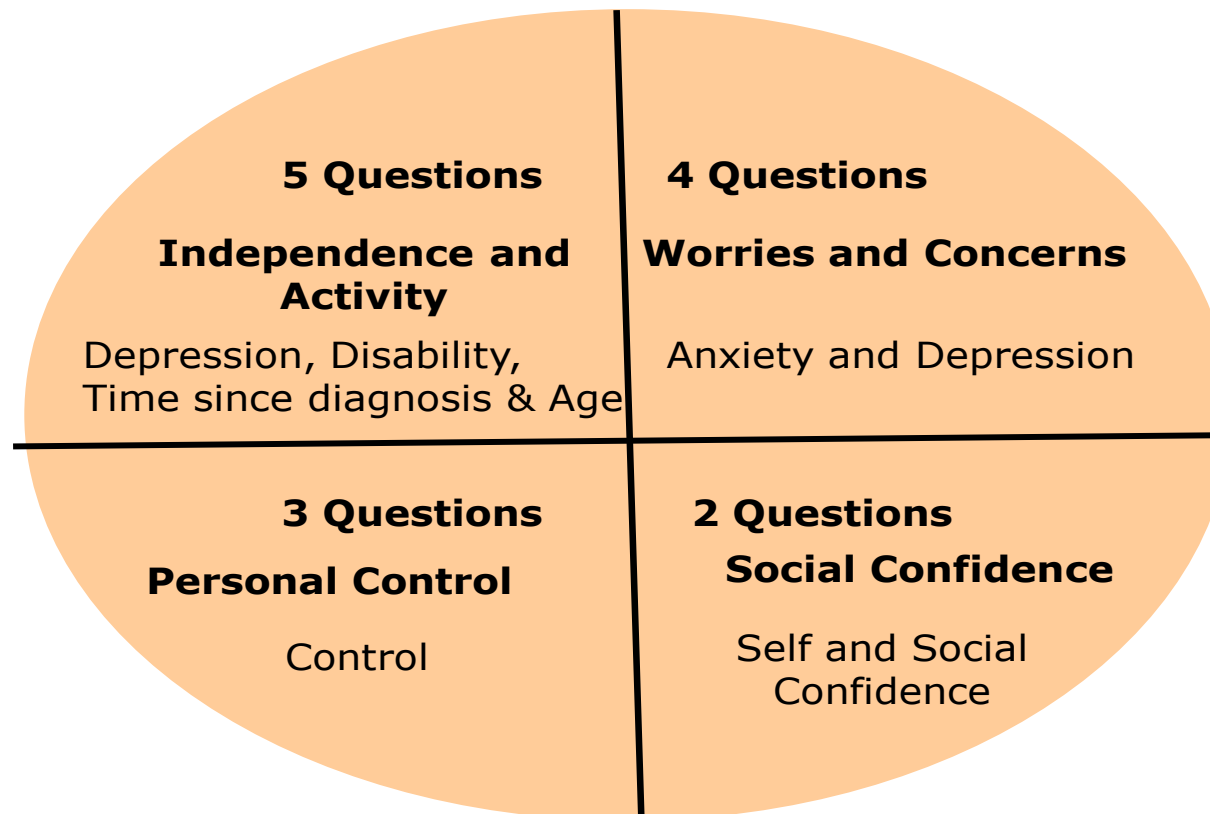 5 Questions
Independence and
Activity
Depression, Disability,
Time since diagnosis & Age
4 Questions
Worries and Concerns
Anxiety and Depression
3 Questions
Personal Control
Control
2 Questions
Social Confidence
Self and Social
Confidence